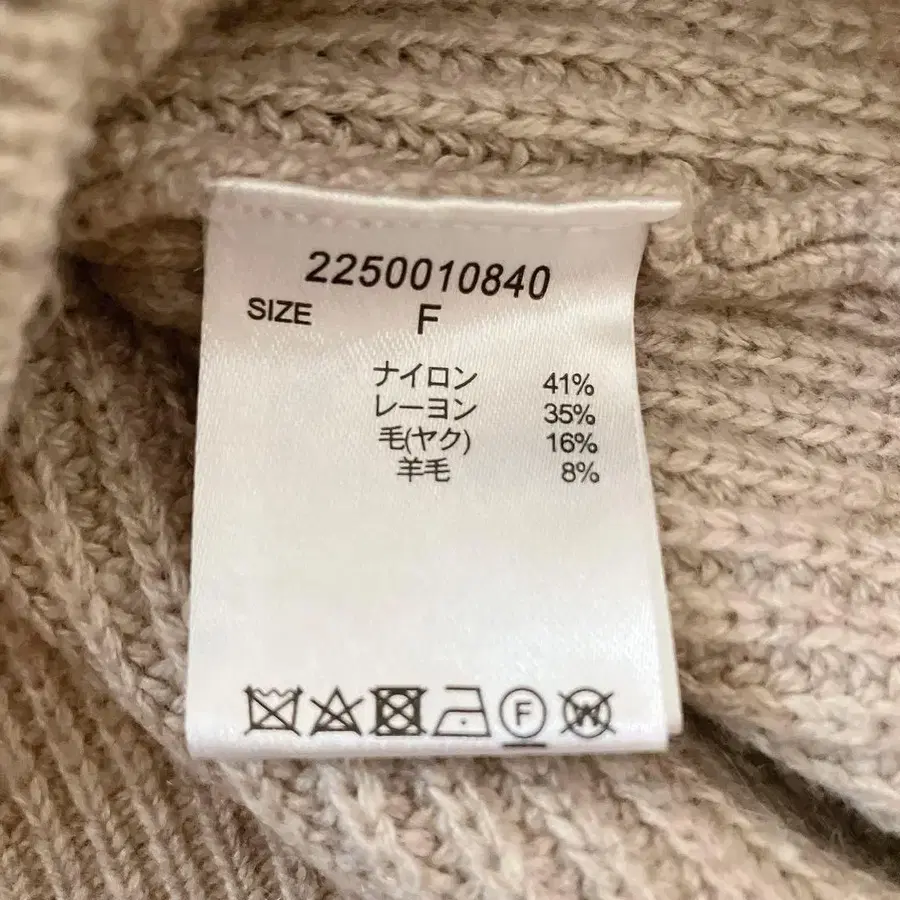 2250010840
SIZE F
ナイロン 41%
レーヨン 35%
毛(ヤク) 16%
羊毛 8%
F W